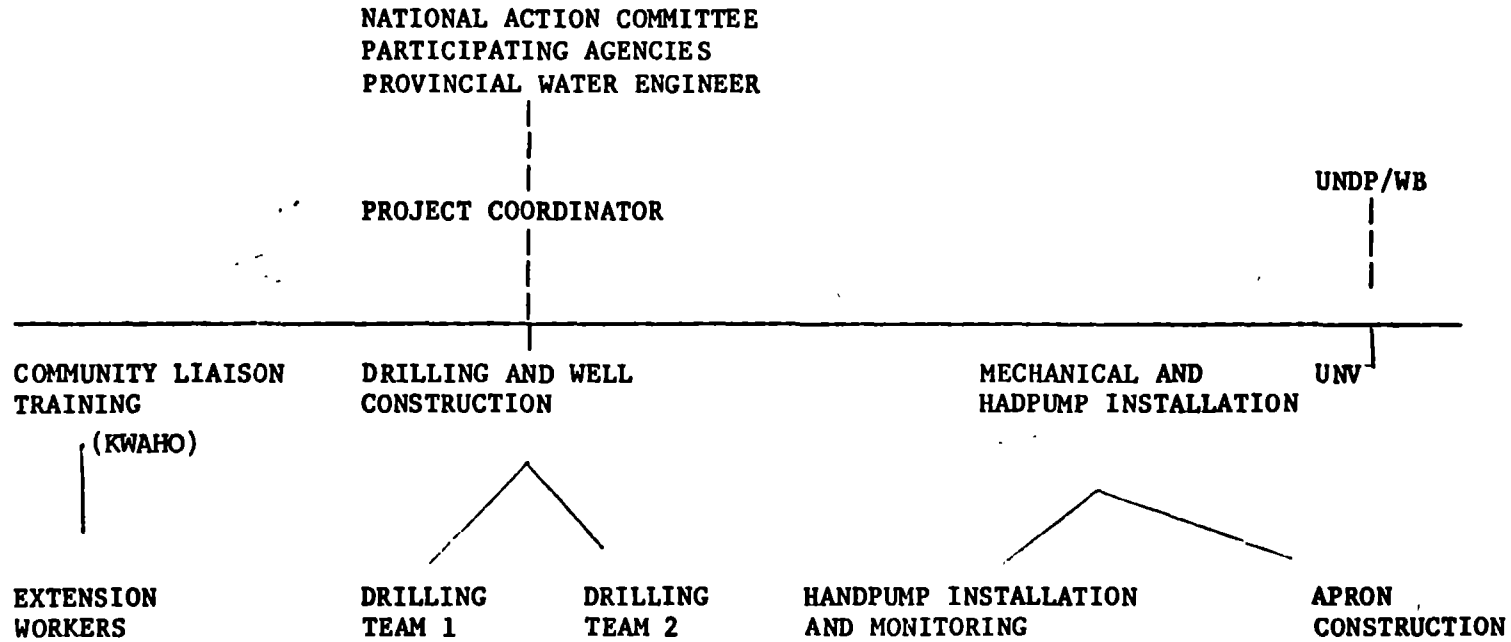 NATIONAL ACTION COMMITTEE
PARTICIPATING AGENCIES
PROVINCIAL WATER ENGINEER
UNDP/WB
PROJECT COORDINATOR
COMMUNITY LIAISON
TRAINING
(KWAHO)
DRILLING AND WELL
CONSTRUCTION
MECHANICAL AND
HADPUMP INSTALLATION
UNV
EXTENSION
WORKERS
DRILLING
TEAM 1
DRILLING
TEAM 2
HANDPUMP INSTALLATION
AND MONITORING
APRON
CONSTRUCTION